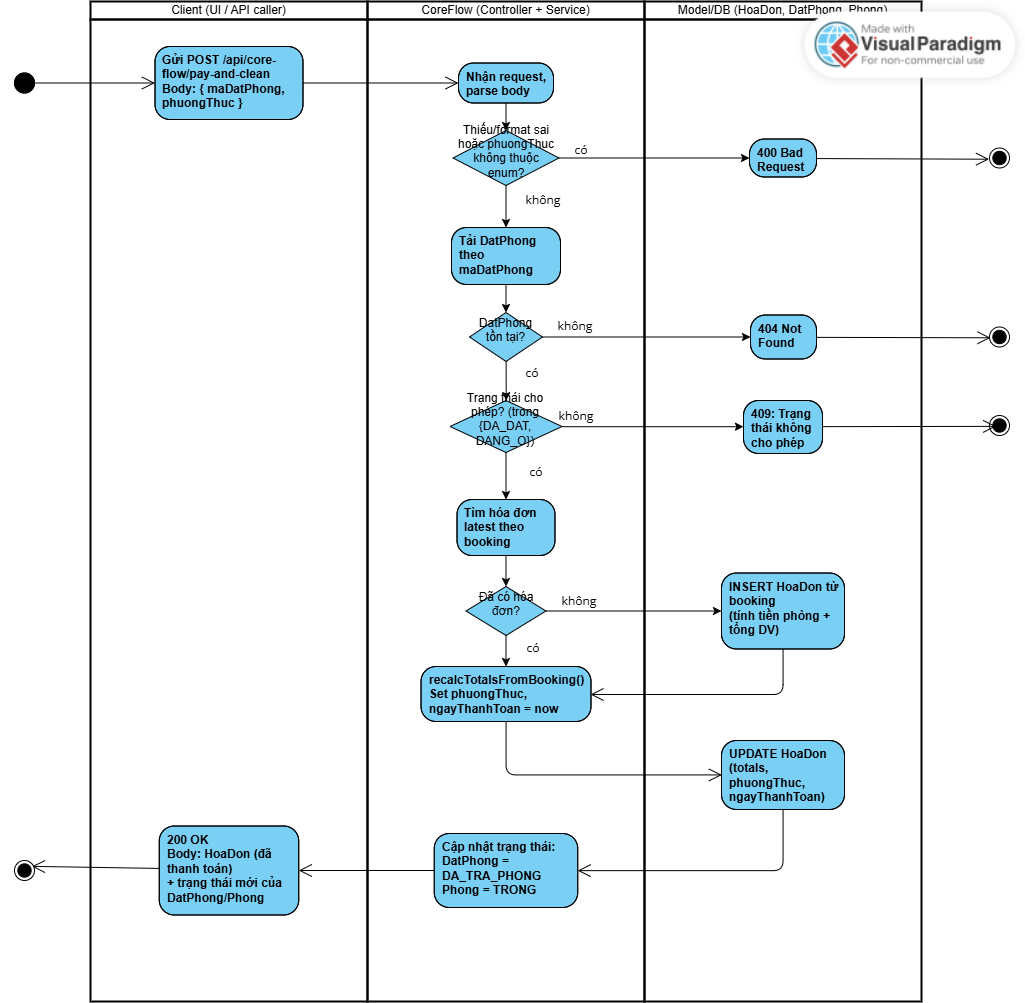 Client (UI / API caller)
CoreFlow (Controller + Service)
Model/DB (HoaDon, DatPhong, Phong)
Made with
VisualParadigm
For non-commercial use
Gửi POST /api/core-
flow/pay-and-clean
Body: { maDatPhong,
phuongThuc }
Nhận request,
parse body
Thiếu/format sai
hoặc phuongThuc
không thuộc
enum?
có
400 Bad
Request
không
Tải DatPhong
theo
maDatPhong
DatPhong
tồn tại?
không
404 Not
Found
có
Trạng thái cho
phép? (trong
{DA_DAT,
DANG_O})
không
409: Trạng
thái không
cho phép
có
Tìm hóa đơn
latest theo
booking
Đã có hóa
đơn?
không
INSERT HoaDon từ
booking
(tính tiền phòng +
tổng DV)
có
recalcTotalsFromBooking()
Set phuongThuc,
ngayThanhToan = now
UPDATE HoaDon
(totals,
phuongThuc,
ngayThanhToan)
Cập nhật trạng thái:
DatPhong =
DA_TRA_PHONG
Phong = TRONG
200 OK
Body: HoaDon (đã
thanh toán)
+ trạng thái mới của
DatPhong/Phong